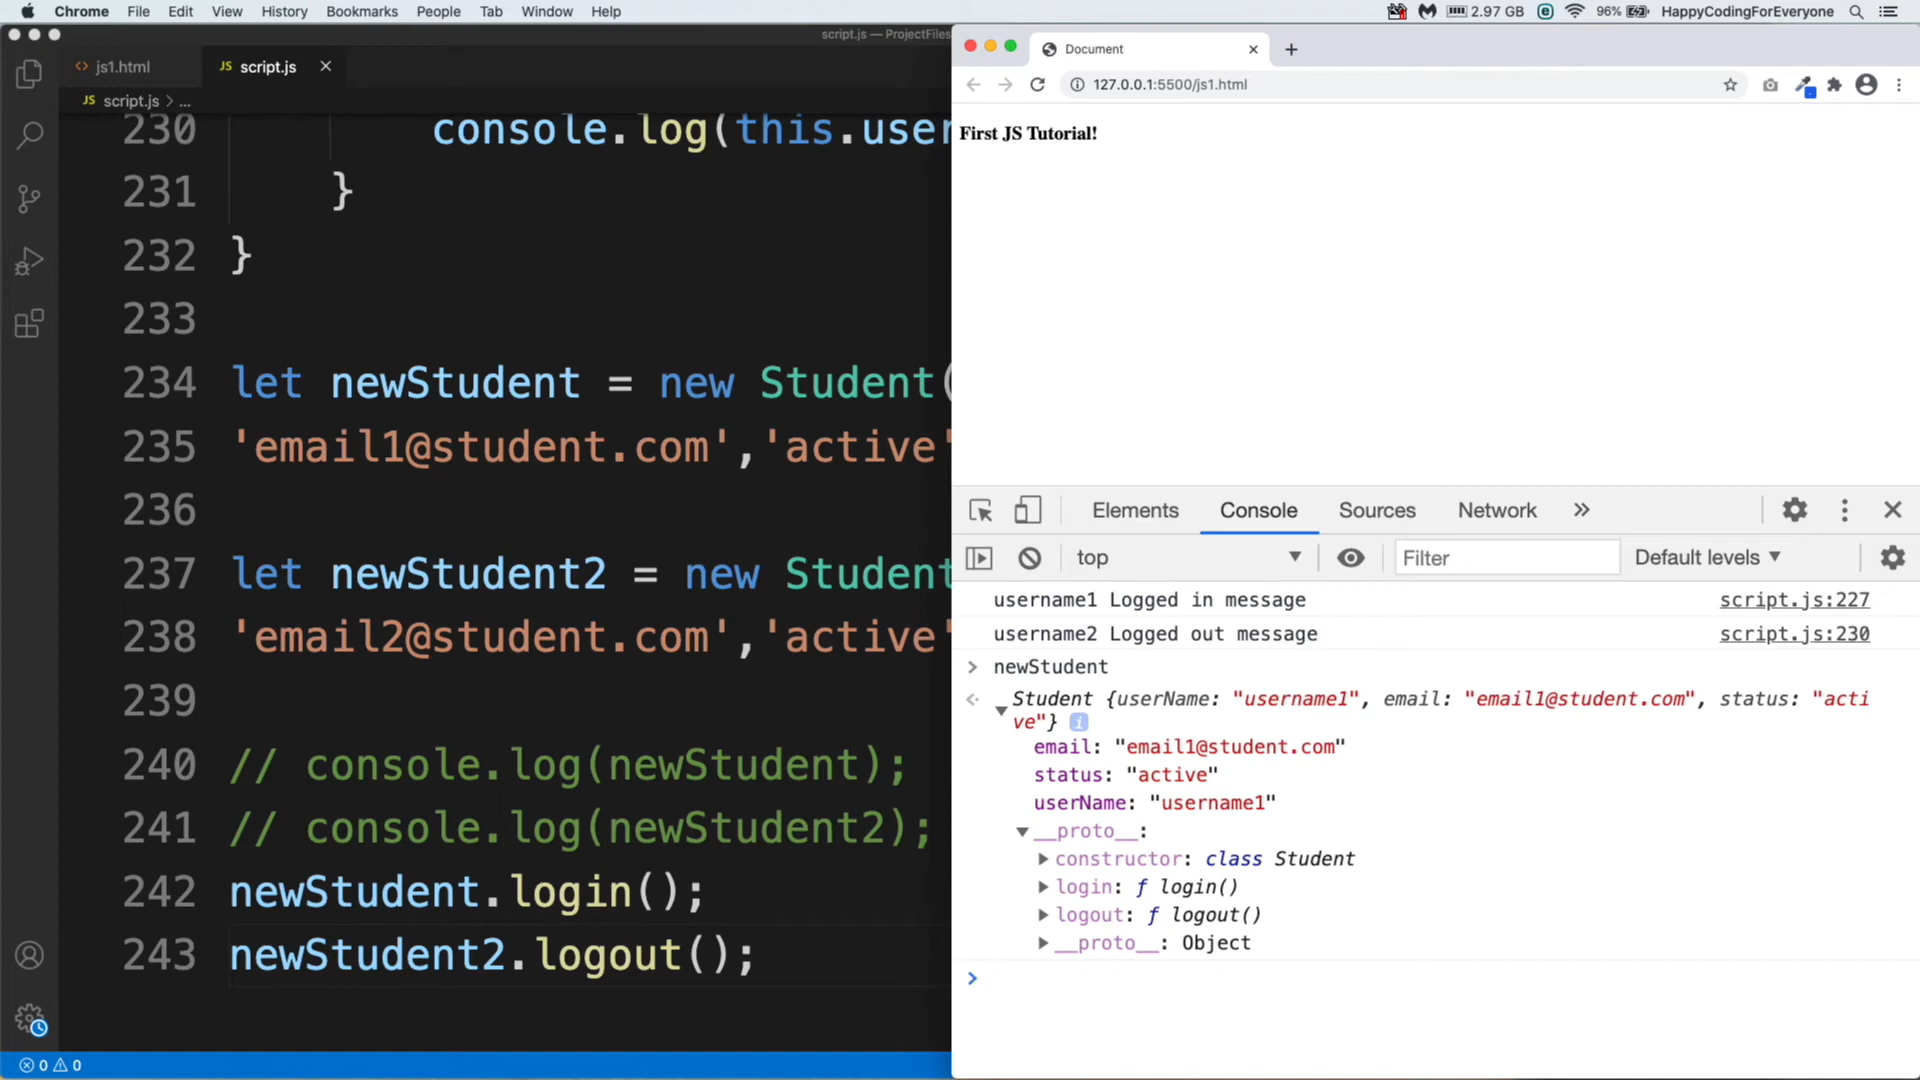 Chrome File Edit View History Bookmarks People Tab Window Help
2.97 GB 96% HappyCodingForEveryone
script.js — ProjectFiles
js1.html
JS script.js
JS script.js > ...
230 console.log(this.user
231 }
232 }
233
234 let newStudent = new Student(
235 'email1@student.com','active'
236
237 let newStudent2 = new Student
238 'email2@student.com','active'
239
240 // console.log(newStudent);
241 // console.log(newStudent2);
242 newStudent.login();
243 newStudent2.logout();
0 0
Document
127.0.0.1:5500/js1.html
First JS Tutorial!
Elements Console Sources Network »
top Filter Default levels
username1 Logged in message script.js:227
username2 Logged out message script.js:230
> newStudent
Student {userName: "username1", email: "email1@student.com", status: "acti
ve"} i
email: "email1@student.com"
status: "active"
userName: "username1"
__proto__:
constructor: class Student
login: ƒ login()
logout: ƒ logout()
__proto__: Object
>